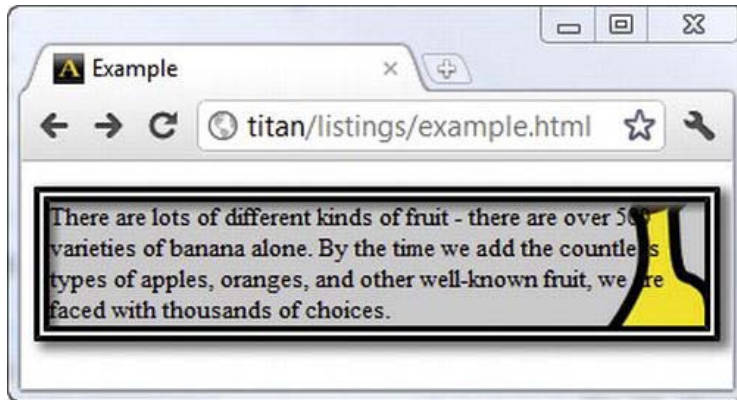 A Example
titan/listings/example.html
There are lots of different kinds of fruit - there are over 500
varieties of banana alone. By the time we add the countless
types of apples, oranges, and other well-known fruit, we are
faced with thousands of choices.